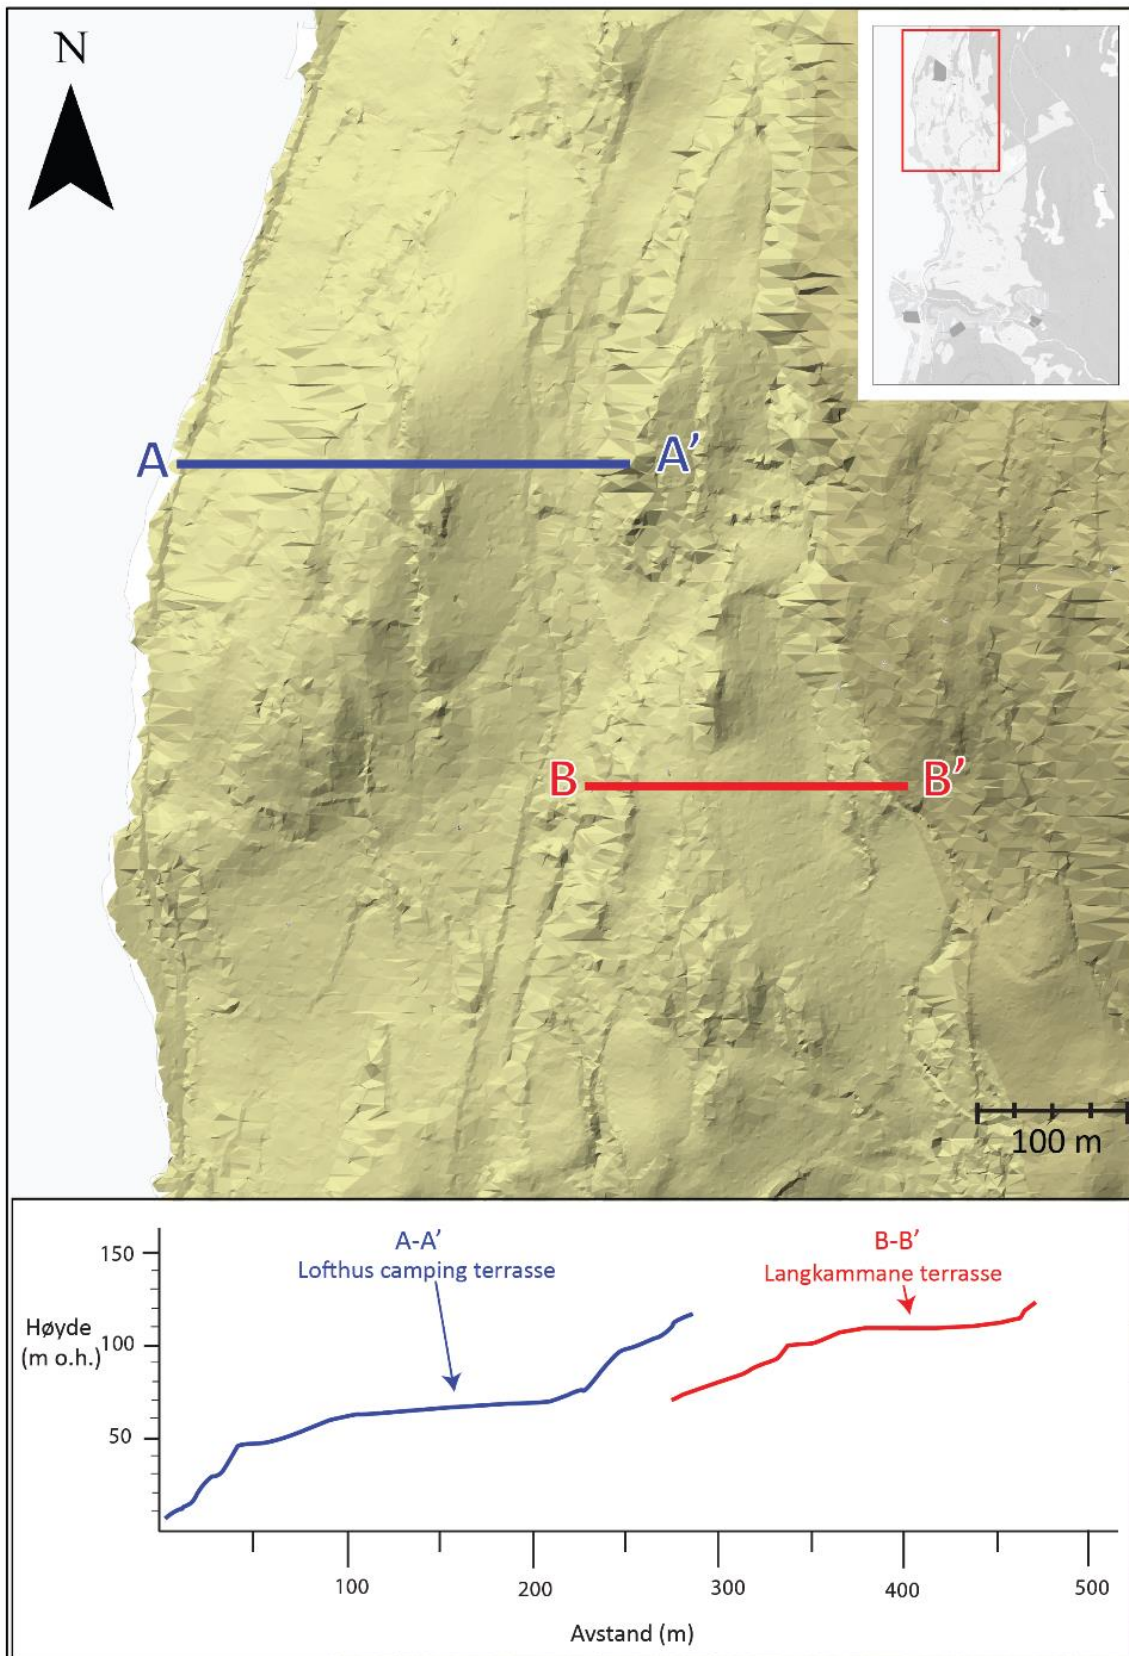 N
A
A’
B
B’
100 m
A-A’
Lofthus camping terrasse
B-B’
Langkammane terrasse
Høyde
(m o.h.)
150
100
50
100
200
300
400
500
Avstand (m)